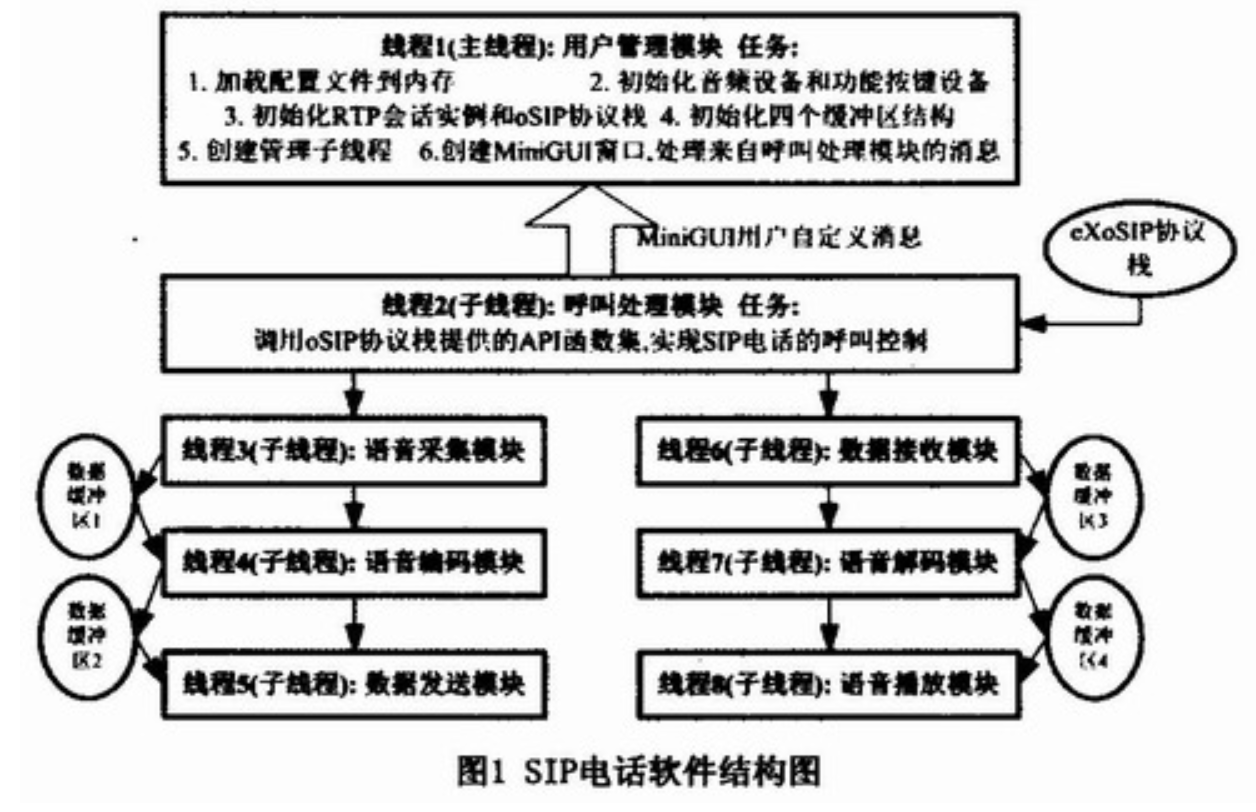 线程1(主线程): 用户管理模块 任务:
1. 加载配置文件到内存 2. 初始化音频设备和功能按键设备
3. 初始化RTP会话实例和oSIP协议栈 4. 初始化四个缓冲区结构
5. 创建管理子线程 6.创建MiniGUI窗口,处理来自呼叫处理模块的消息
MiniGUI用户自定义消息
eXoSIP协议
栈
线程2(子线程): 呼叫处理模块 任务:
调用oSIP协议栈提供的API函数集,实现SIP电话的呼叫控制
线程3(子线程): 语音采集模块
线程6(子线程): 数据接收模块
数据
缓冲
区1
数据
缓冲
区3
线程4(子线程): 语音编码模块
线程7(子线程): 语音解码模块
数据
缓冲
区2
数据
缓冲
区4
线程5(子线程): 数据发送模块
线程8(子线程): 语音播放模块
图1 SIP电话软件结构图